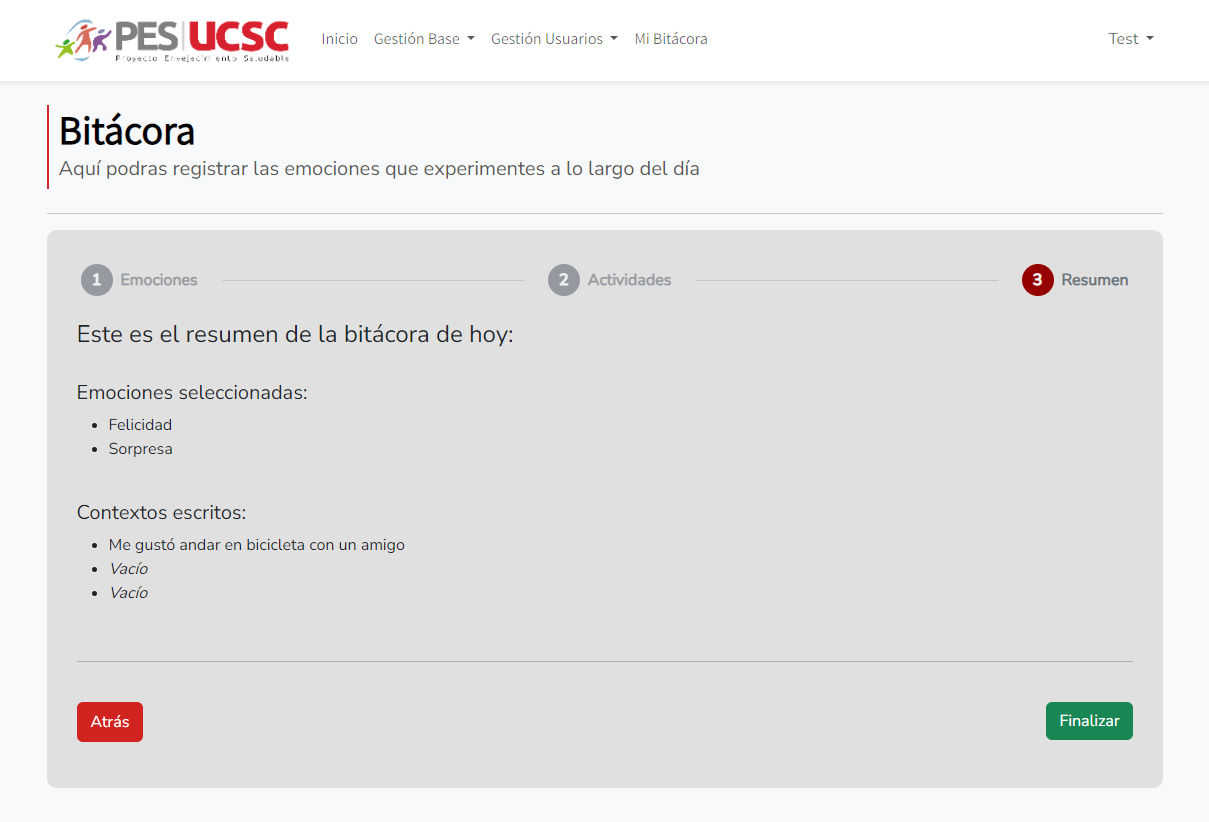 PES UCSC
Proyecto Envejecimiento Saludable
Inicio Gestión Base Gestión Usuarios Mi Bitácora Test
Bitácora
Aquí podras registrar las emociones que experimentes a lo largo del día
1 Emociones 2 Actividades 3 Resumen
Este es el resumen de la bitácora de hoy:
Emociones seleccionadas:
• Felicidad
• Sorpresa
Contextos escritos:
• Me gustó andar en bicicleta con un amigo
• Vacío
• Vacío
Atrás Finalizar